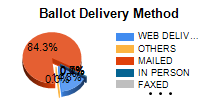 Ballot Delivery Method
84.3%
WEB DELIV...
OTHERS
MAILED
IN PERSON
FAXED